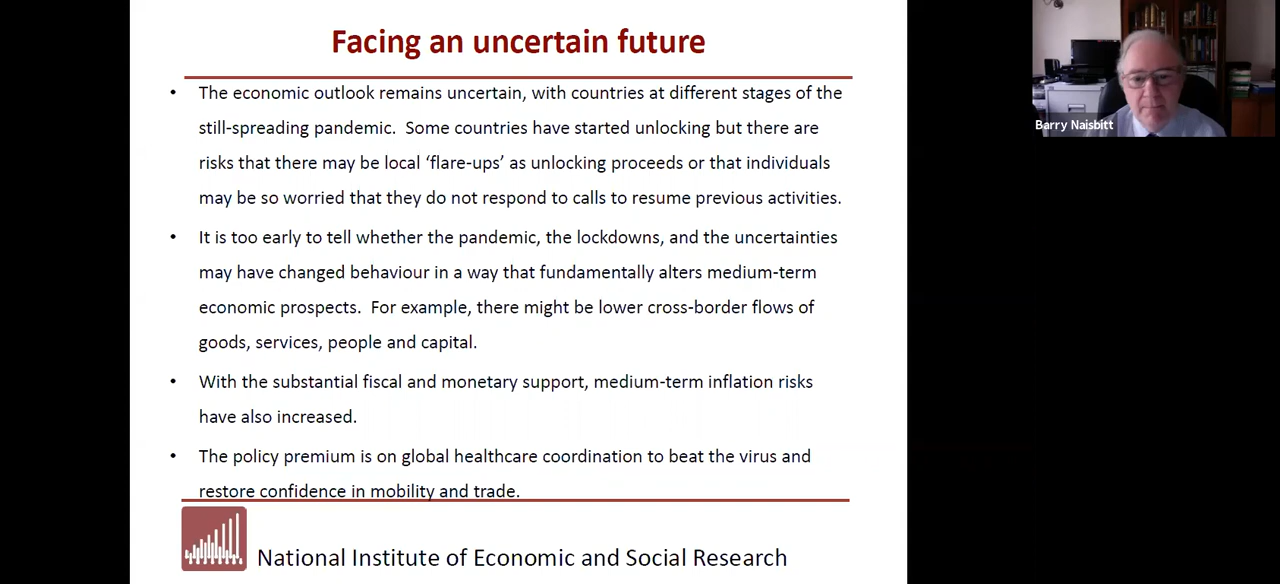 Facing an uncertain future
• The economic outlook remains uncertain, with countries at different stages of the
still-spreading pandemic.  Some countries have started unlocking but there are
risks that there may be local ‘flare-ups’ as unlocking proceeds or that individuals
may be so worried that they do not respond to calls to resume previous activities.
• It is too early to tell whether the pandemic, the lockdowns, and the uncertainties
may have changed behaviour in a way that fundamentally alters medium-term
economic prospects.  For example, there might be lower cross-border flows of
goods, services, people and capital.
• With the substantial fiscal and monetary support, medium-term inflation risks
have also increased.
• The policy premium is on global healthcare coordination to beat the virus and
restore confidence in mobility and trade.
National Institute of Economic and Social Research
Barry Naisbitt